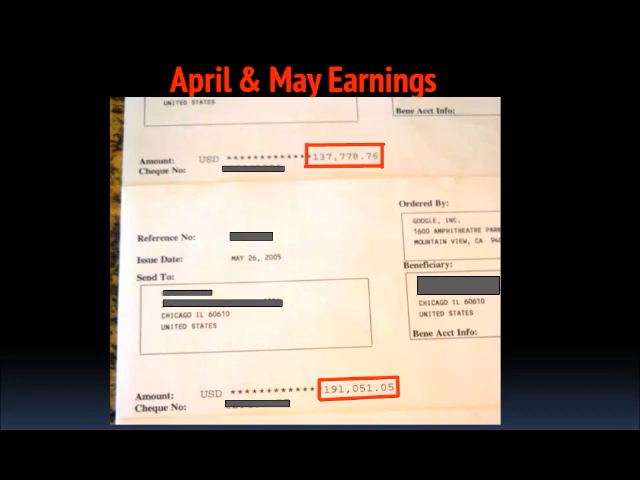 April & May Earnings
UNITED STATES
Bene Acct Info:
Amount: USD *************137,778.76
Cheque No:
Ordered By:
GOOGLE, INC.
1600 AMPHITHEATRE PARK
MOUNTAIN VIEW, CA 94
Reference No:
Issue Date: MAY 26, 2005
Send To:
CHICAGO IL 60610
UNITED STATES
Beneficiary:
CHICAGO IL 60610
UNITED STATES
Bene Acct Info:
Amount: USD *************191,051.05
Cheque No: